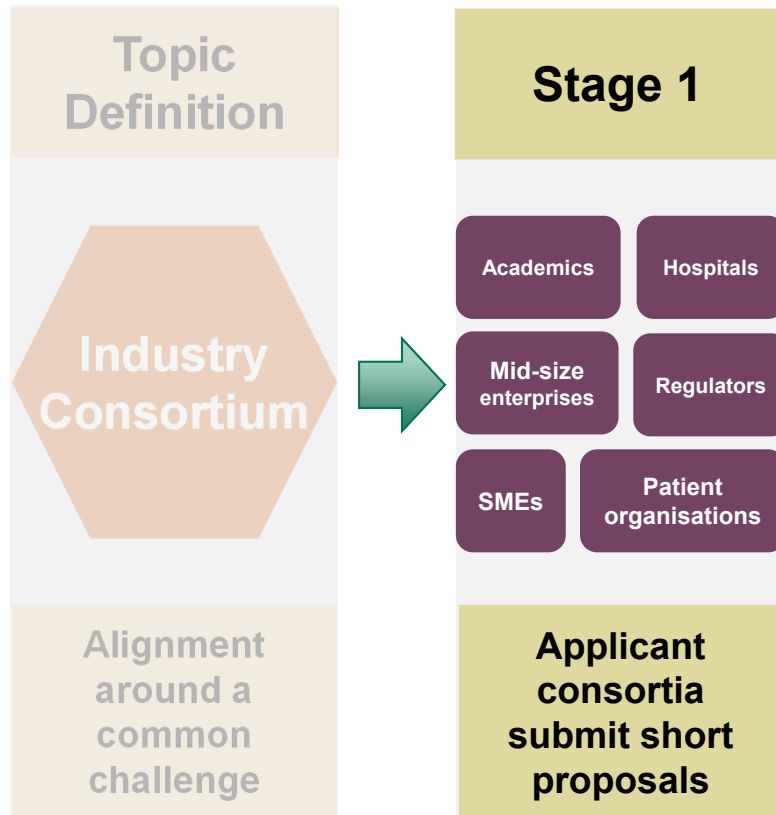 Topic
Definition
Industry
Consortium
Alignment
around a
common
challenge
Stage 1
Academics
Hospitals
Mid-size
enterprises
Regulators
SMEs
Patient
organisations
Applicant
consortia
submit short
proposals